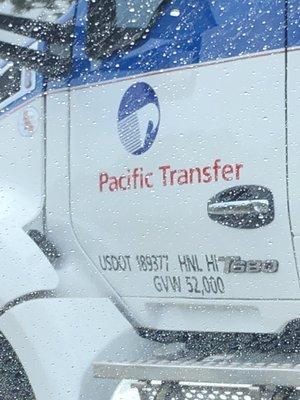 Pacific Transfer
USDOT 189377 HNL HI T680
GVW 52,000